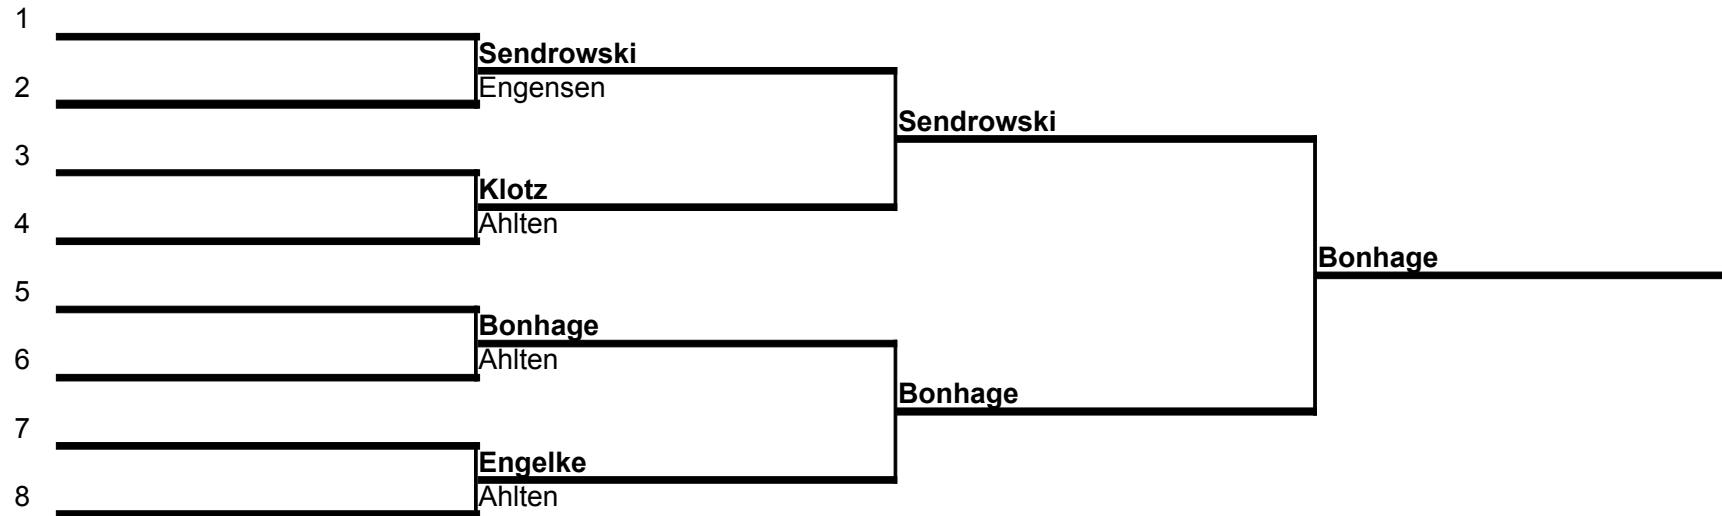 1
Sendrowski
2
Engensen
Sendrowski
3
Klotz
4
Ahlten
Bonhage
5
Bonhage
6
Ahlten
Bonhage
7
Engelke
8
Ahlten